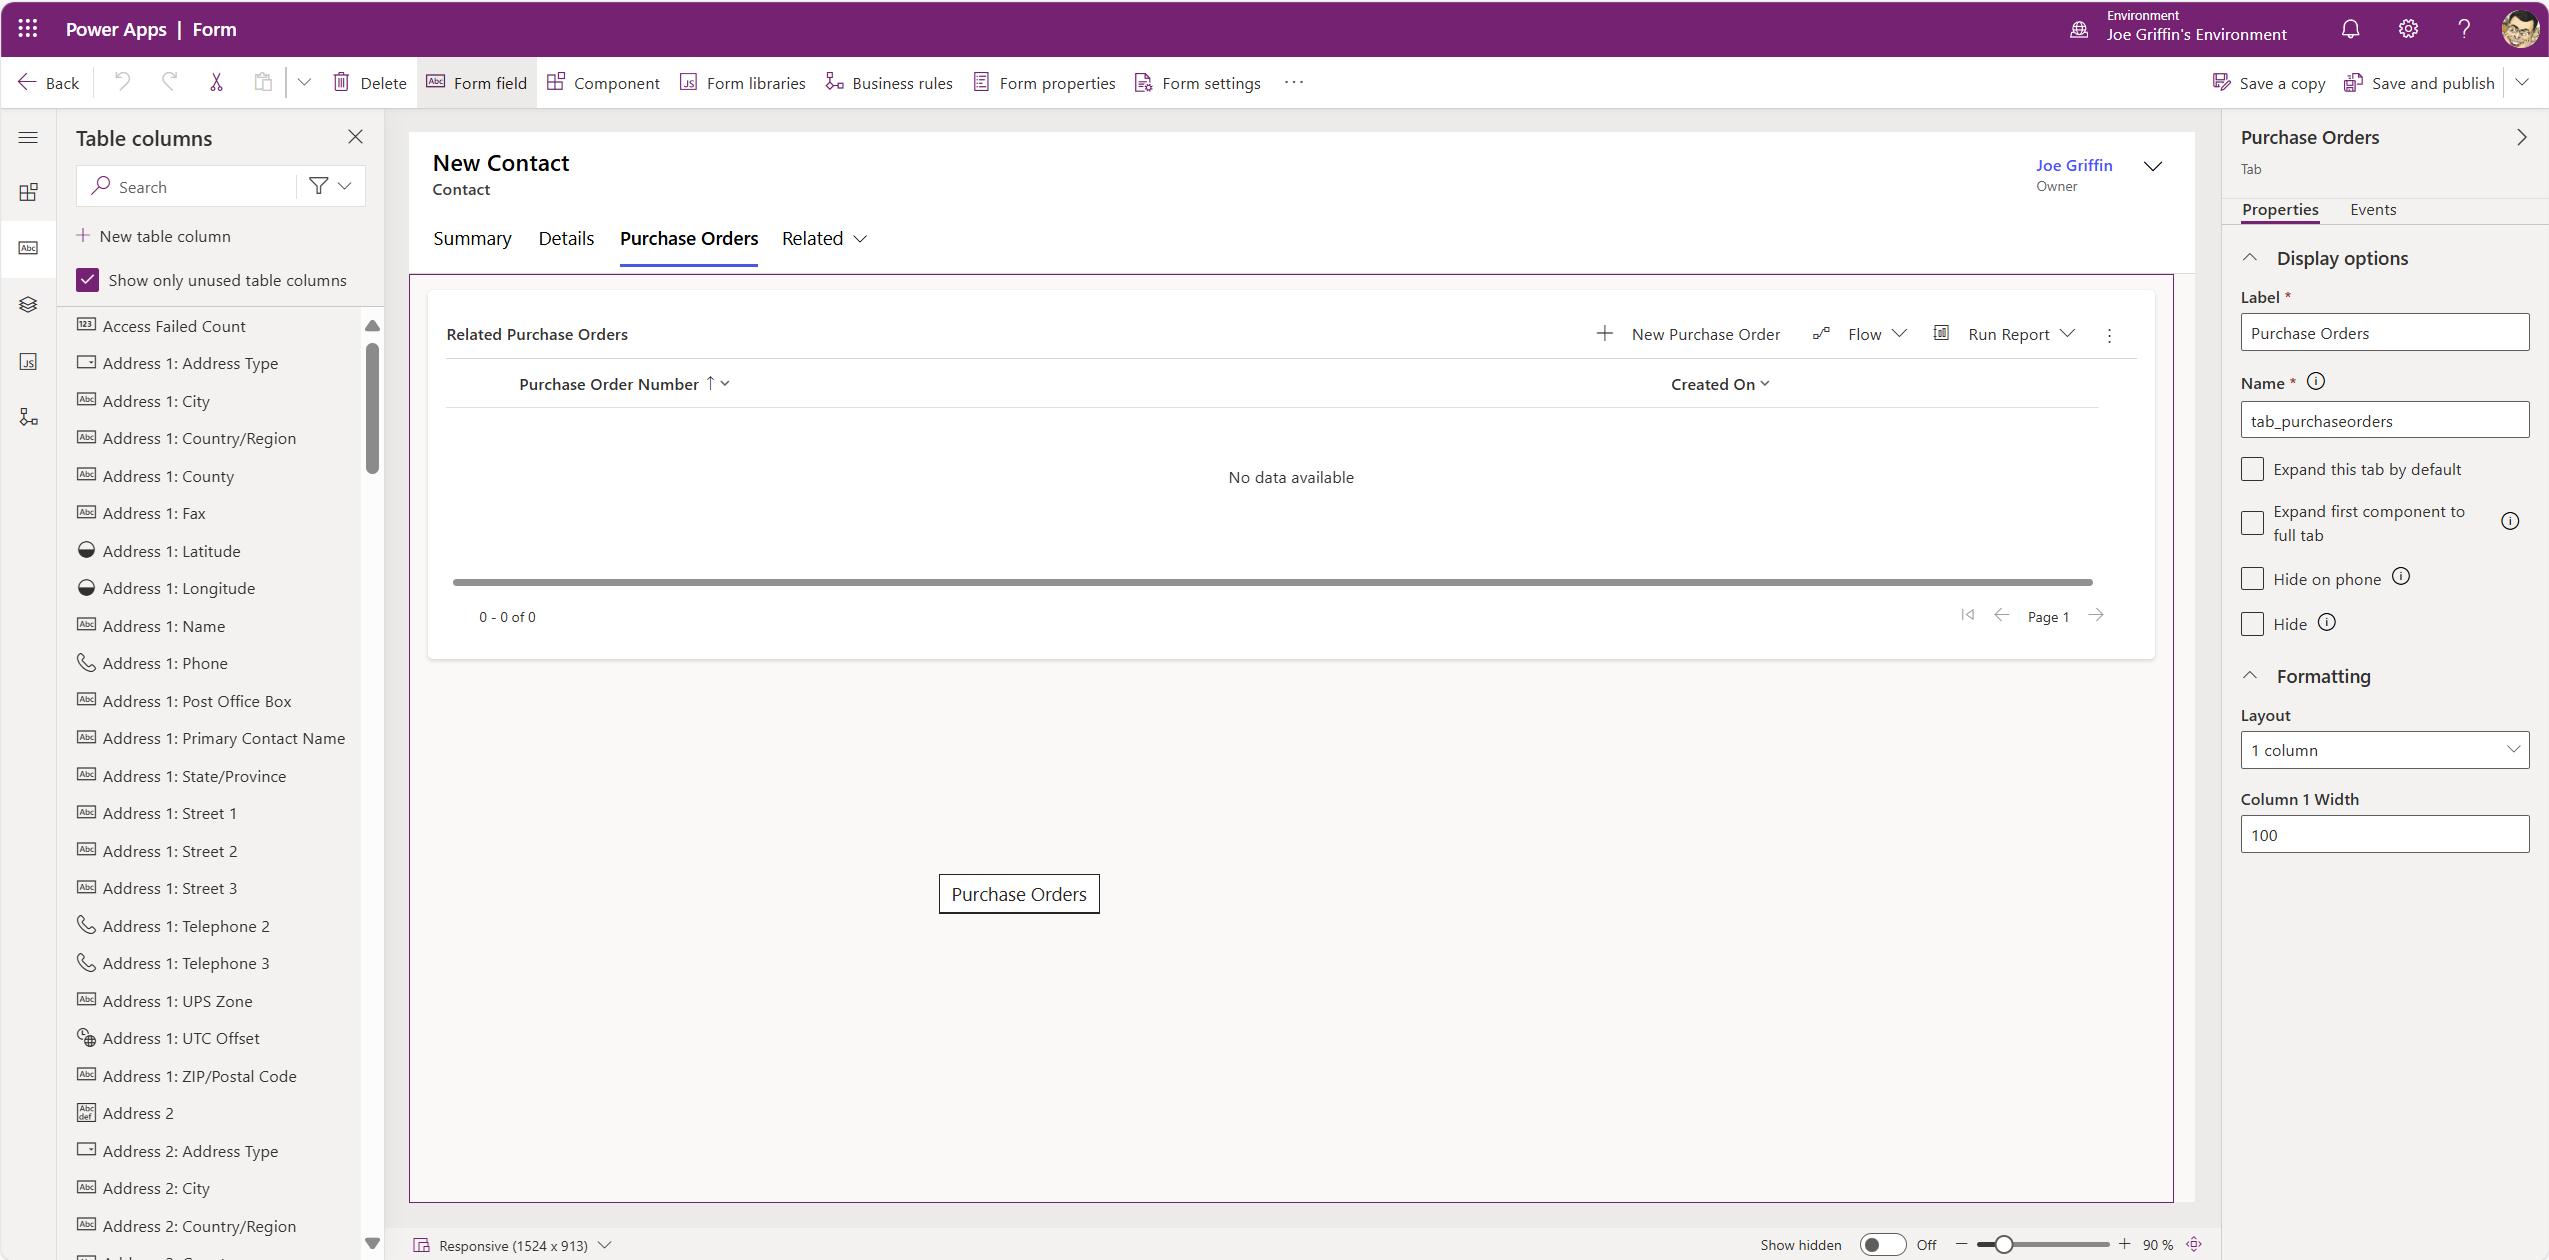 Power Apps | Form
Environment
Joe Griffin's Environment
Back
Delete
Form field
Component
Form libraries
Business rules
Form properties
Form settings
Save a copy
Save and publish
Table columns
Search
New table column
Show only unused table columns
Access Failed Count
Address 1: Address Type
Address 1: City
Address 1: Country/Region
Address 1: County
Address 1: Fax
Address 1: Latitude
Address 1: Longitude
Address 1: Name
Address 1: Phone
Address 1: Post Office Box
Address 1: Primary Contact Name
Address 1: State/Province
Address 1: Street 1
Address 1: Street 2
Address 1: Street 3
Address 1: Telephone 2
Address 1: Telephone 3
Address 1: UPS Zone
Address 1: UTC Offset
Address 1: ZIP/Postal Code
Address 2
Address 2: Address Type
Address 2: City
Address 2: Country/Region
New Contact
Contact
Joe Griffin
Owner
Summary
Details
Purchase Orders
Related
Related Purchase Orders
New Purchase Order
Flow
Run Report
Purchase Order Number
Created On
No data available
0 - 0 of 0
Page 1
Purchase Orders
Responsive (1524 x 913)
Show hidden
Off
90 %
Purchase Orders
Tab
Properties
Events
Display options
Label *
Purchase Orders
Name *
tab_purchaseorders
Expand this tab by default
Expand first component to
full tab
Hide on phone
Hide
Formatting
Layout
1 column
Column 1 Width
100